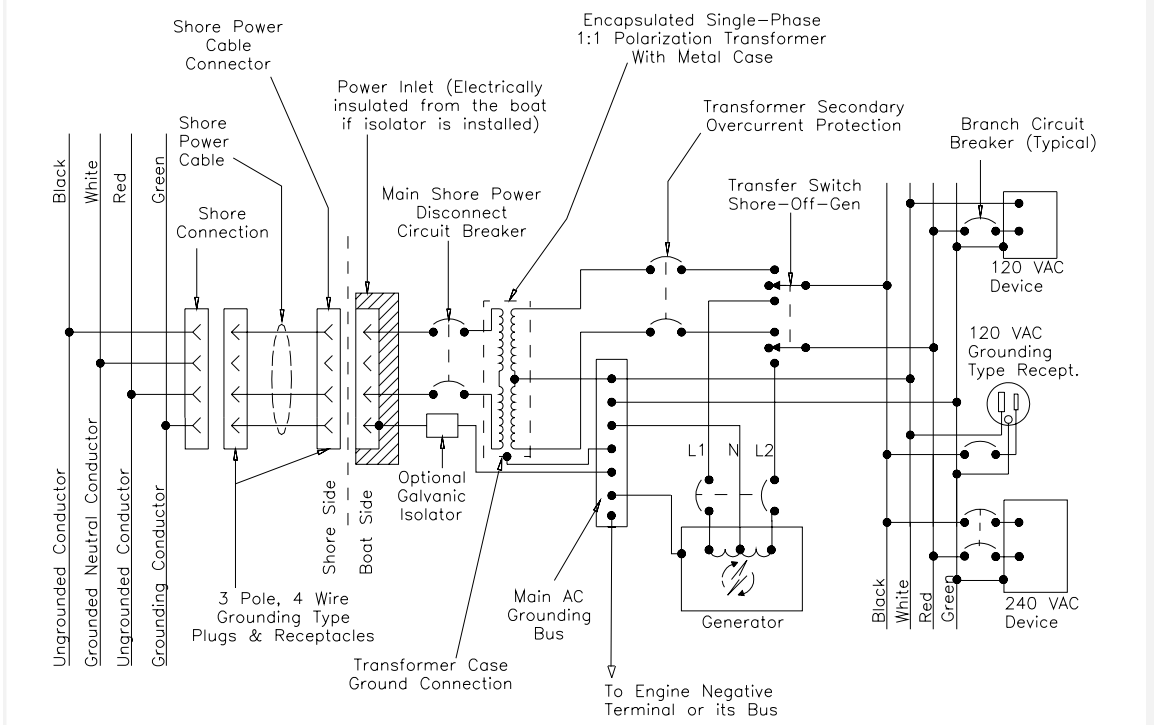 Encapsulated Single-Phase
1:1 Polarization Transformer
With Metal Case
Shore Power
Cable
Connector
Power Inlet (Electrically
insulated from the boat
if isolator is installed)
Transformer Secondary
Overcurrent Protection
Branch Circuit
Breaker (Typical)
Shore
Power
Cable
Black
White
Red
Green
Main Shore Power
Disconnect
Circuit Breaker
Transfer Switch
Shore-Off-Gen
Shore
Connection
120 VAC
Device
120 VAC
Grounding
Type Recept.
L1
N
L2
Optional
Galvanic
Isolator
Ungrounded Conductor
Grounded Neutral Conductor
Ungrounded Conductor
Grounding Conductor
Shore Side
Boat Side
3 Pole, 4 Wire
Grounding Type
Plugs & Receptacles
Main AC
Grounding
Bus
Generator
Black
White
Red
Green
240 VAC
Device
Transformer Case
Ground Connection
To Engine Negative
Terminal or its Bus